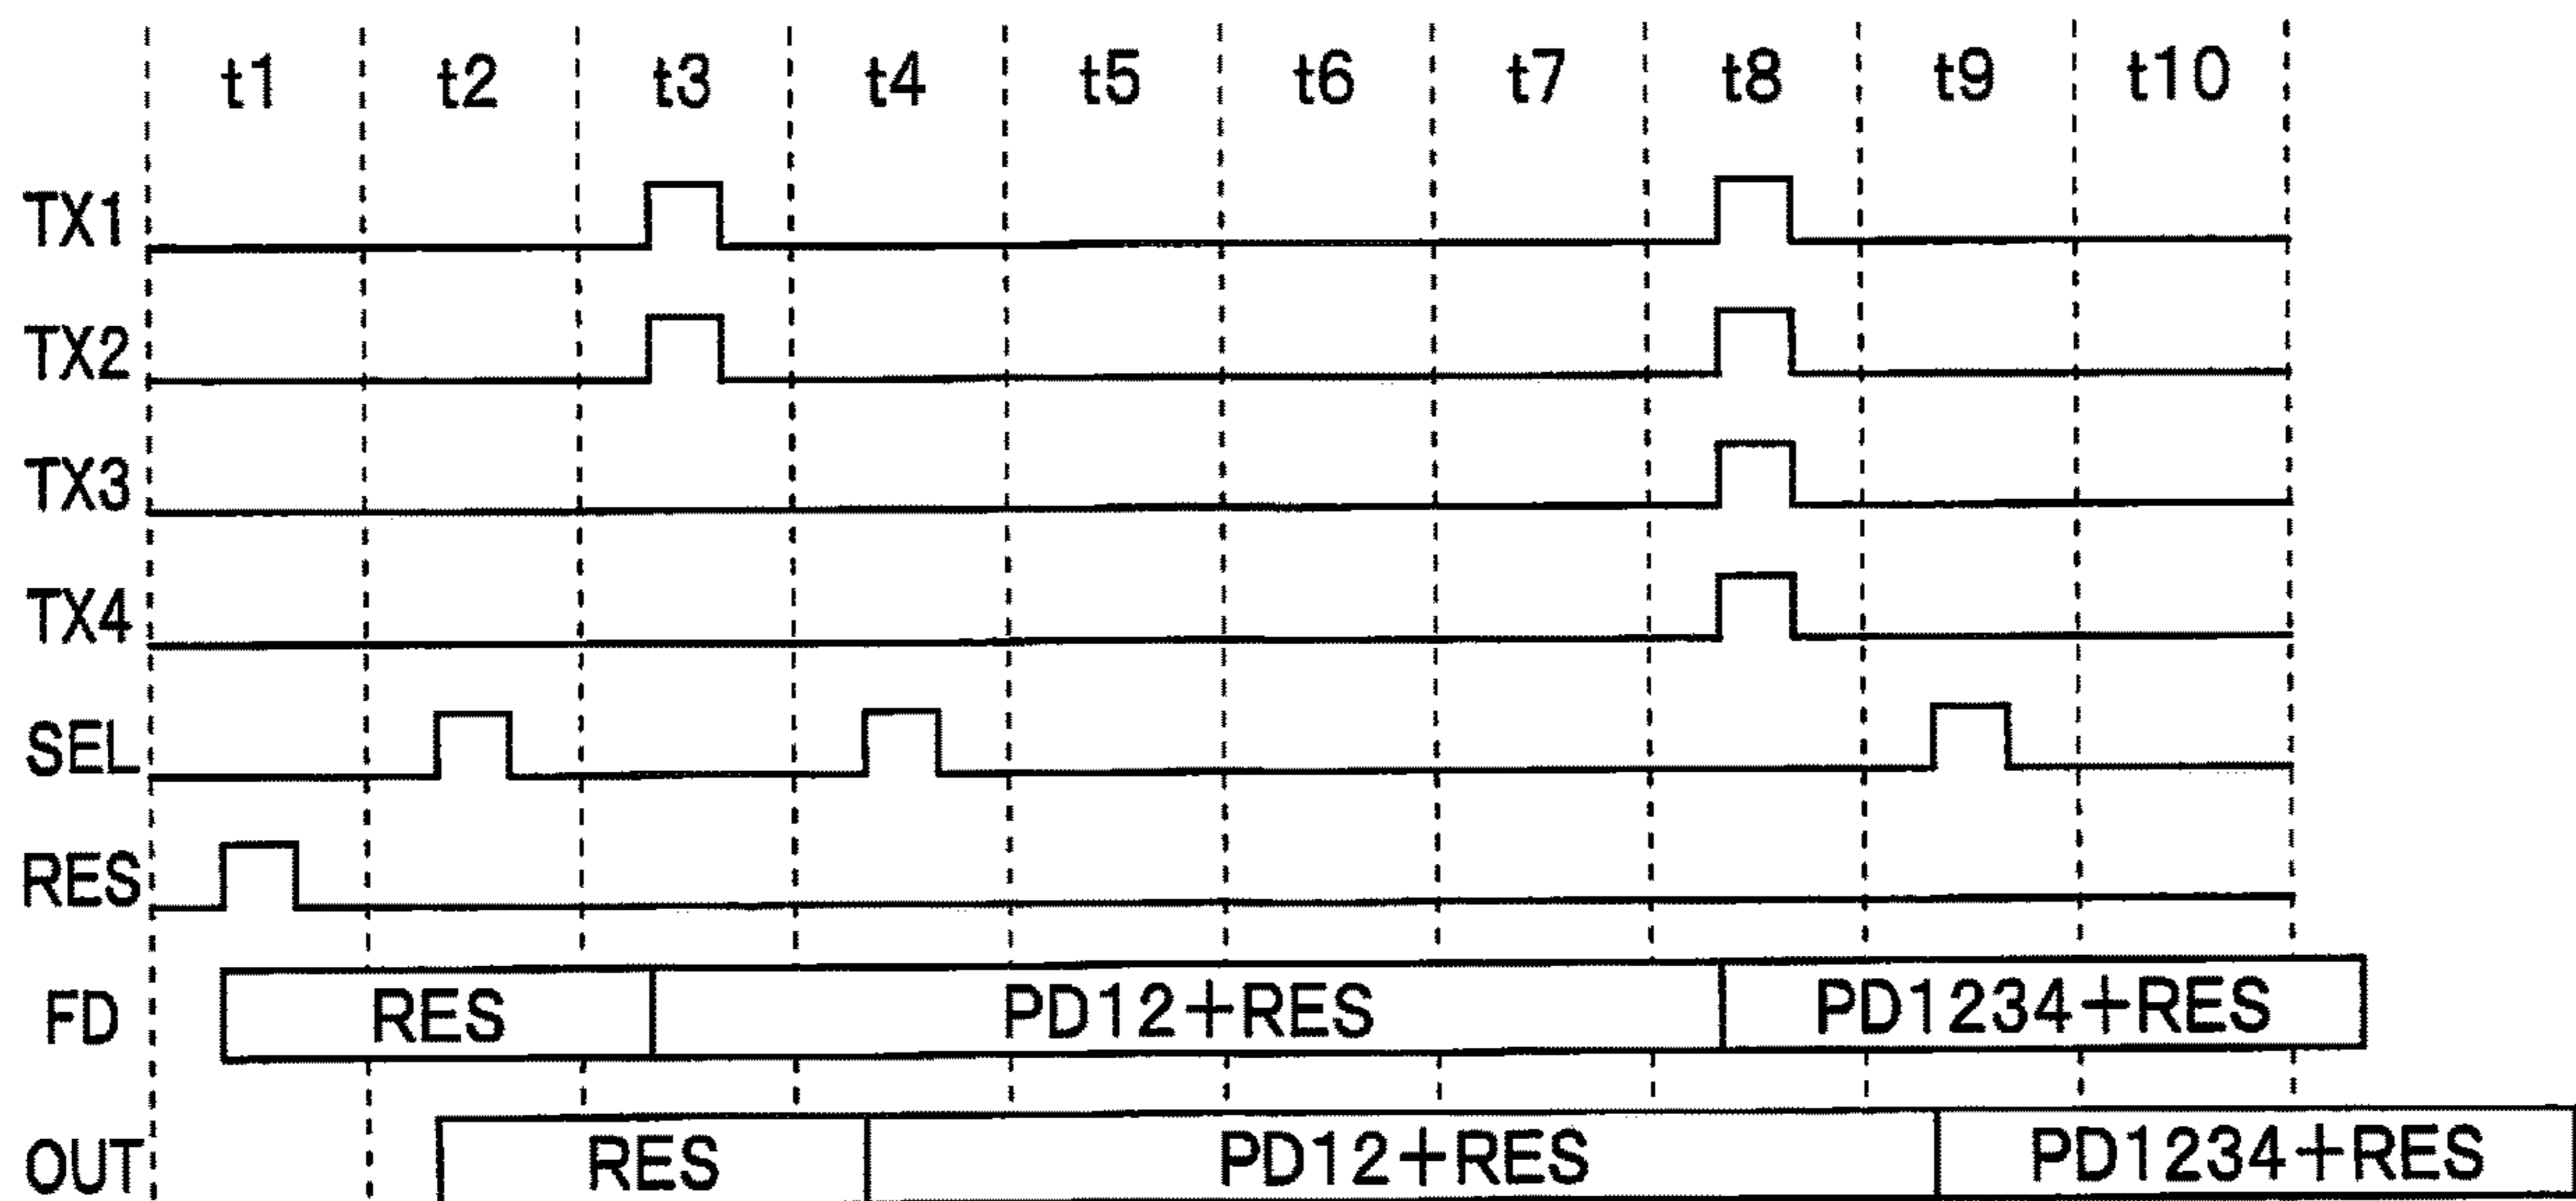 t1 t2 t3 t4 t5 t6 t7 t8 t9 t10
TX1
TX2
TX3
TX4
SEL
RES
FD RES PD12+RES PD1234+RES
OUT RES PD12+RES PD1234+RES